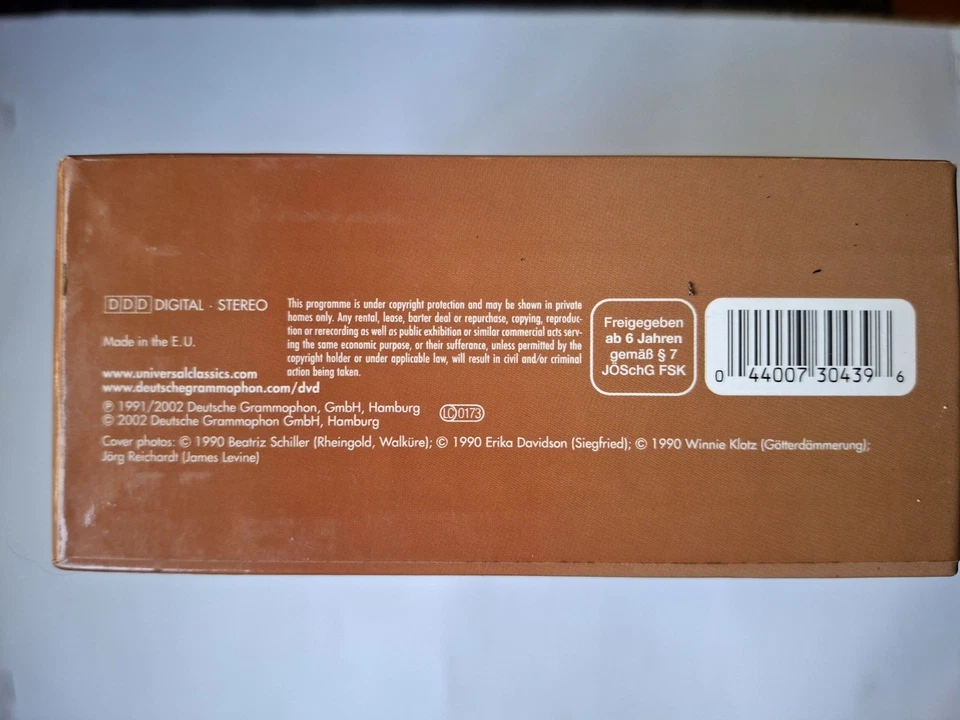 DDD DIGITAL · STEREO
Made in the E.U.
www.universalclassics.com
www.deutschegrammophon.com/dvd
This programme is under copyright protection and may be shown in private
homes only. Any rental, lease, barter deal or repurchase, copying, reproduc-
tion or rerecording as well as public exhibition or similar commercial acts serv-
ing the same economic purpose, or their sufferance, unless permitted by the
copyright holder or under applicable law, will result in civil and/or criminal
action being taken.
Freigegeben
ab 6 Jahren
gemäß § 7
JÖSchG FSK
0 44007 30439 6
℗ 1991/2002 Deutsche Grammophon, GmbH, Hamburg
© 2002 Deutsche Grammophon GmbH, Hamburg
LC 0173
Cover photos: © 1990 Beatriz Schiller (Rheingold, Walküre); © 1990 Erika Davidson (Siegfried); © 1990 Winnie Klotz (Götterdämmerung);
Jörg Reichardt (James Levine)